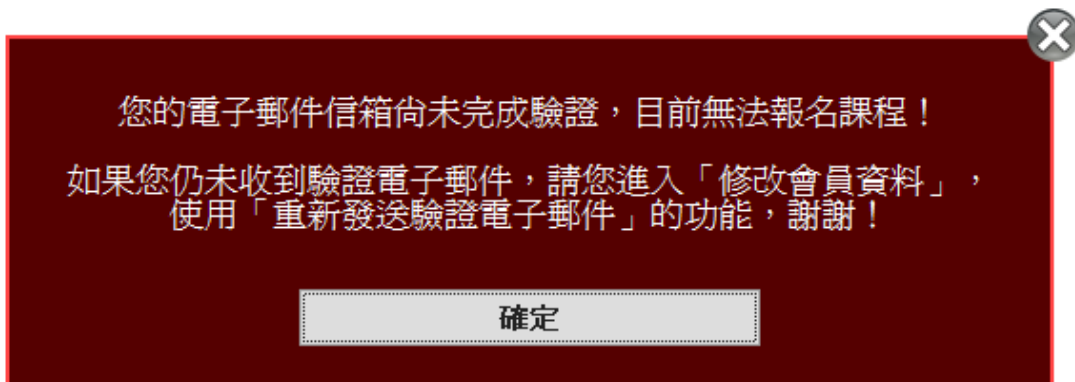 您的電子郵件信箱尚未完成驗證，目前無法報名課程！
如果您仍未收到驗證電子郵件，請您進入「修改會員資料」，
使用「重新發送驗證電子郵件」的功能，謝謝！
確定